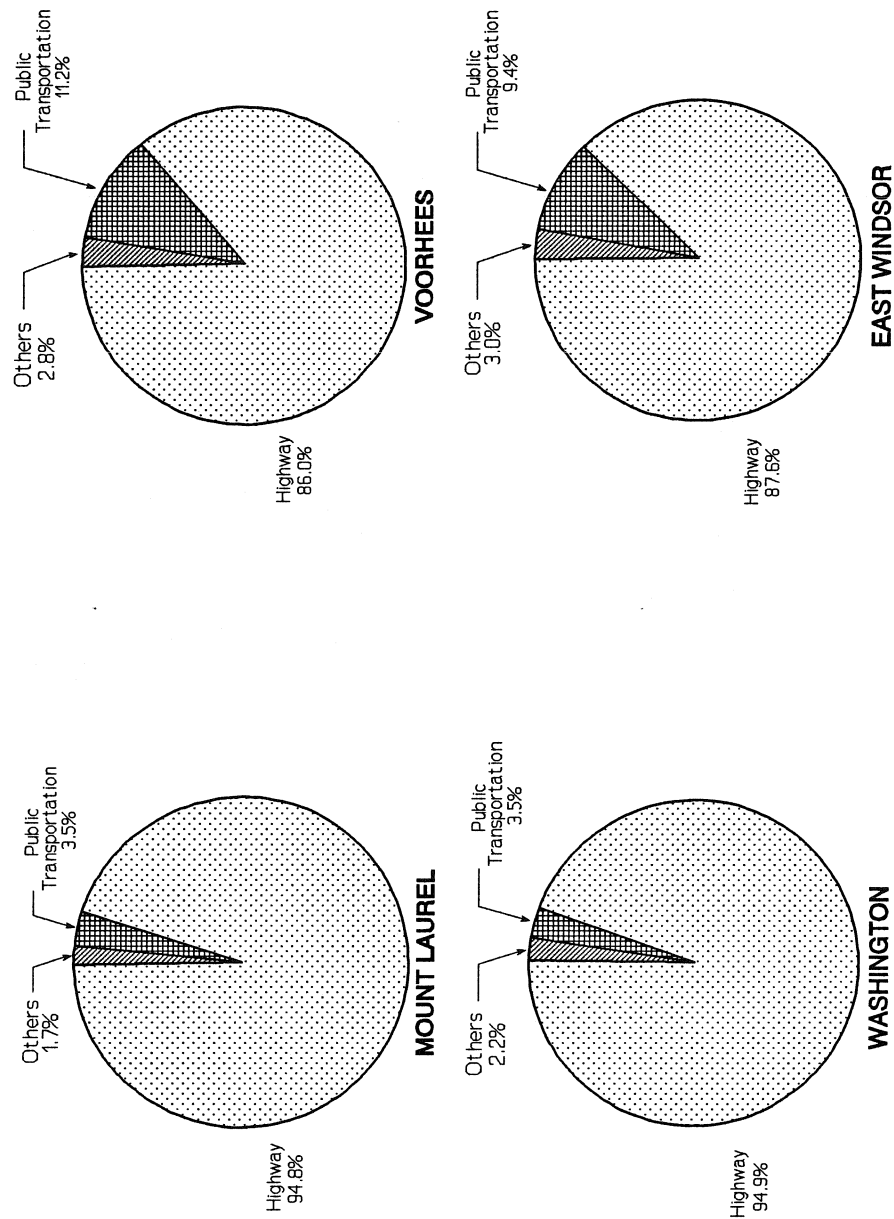 Others
1.7%
Public
Transportation
3.5%
Highway
94.8%
MOUNT LAUREL
Others
2.8%
Public
Transportation
11.2%
Highway
86.0%
VOORHEES
Others
2.2%
Public
Transportation
3.5%
Highway
94.9%
WASHINGTON
Others
3.0%
Public
Transportation
9.4%
Highway
87.6%
EAST WINDSOR